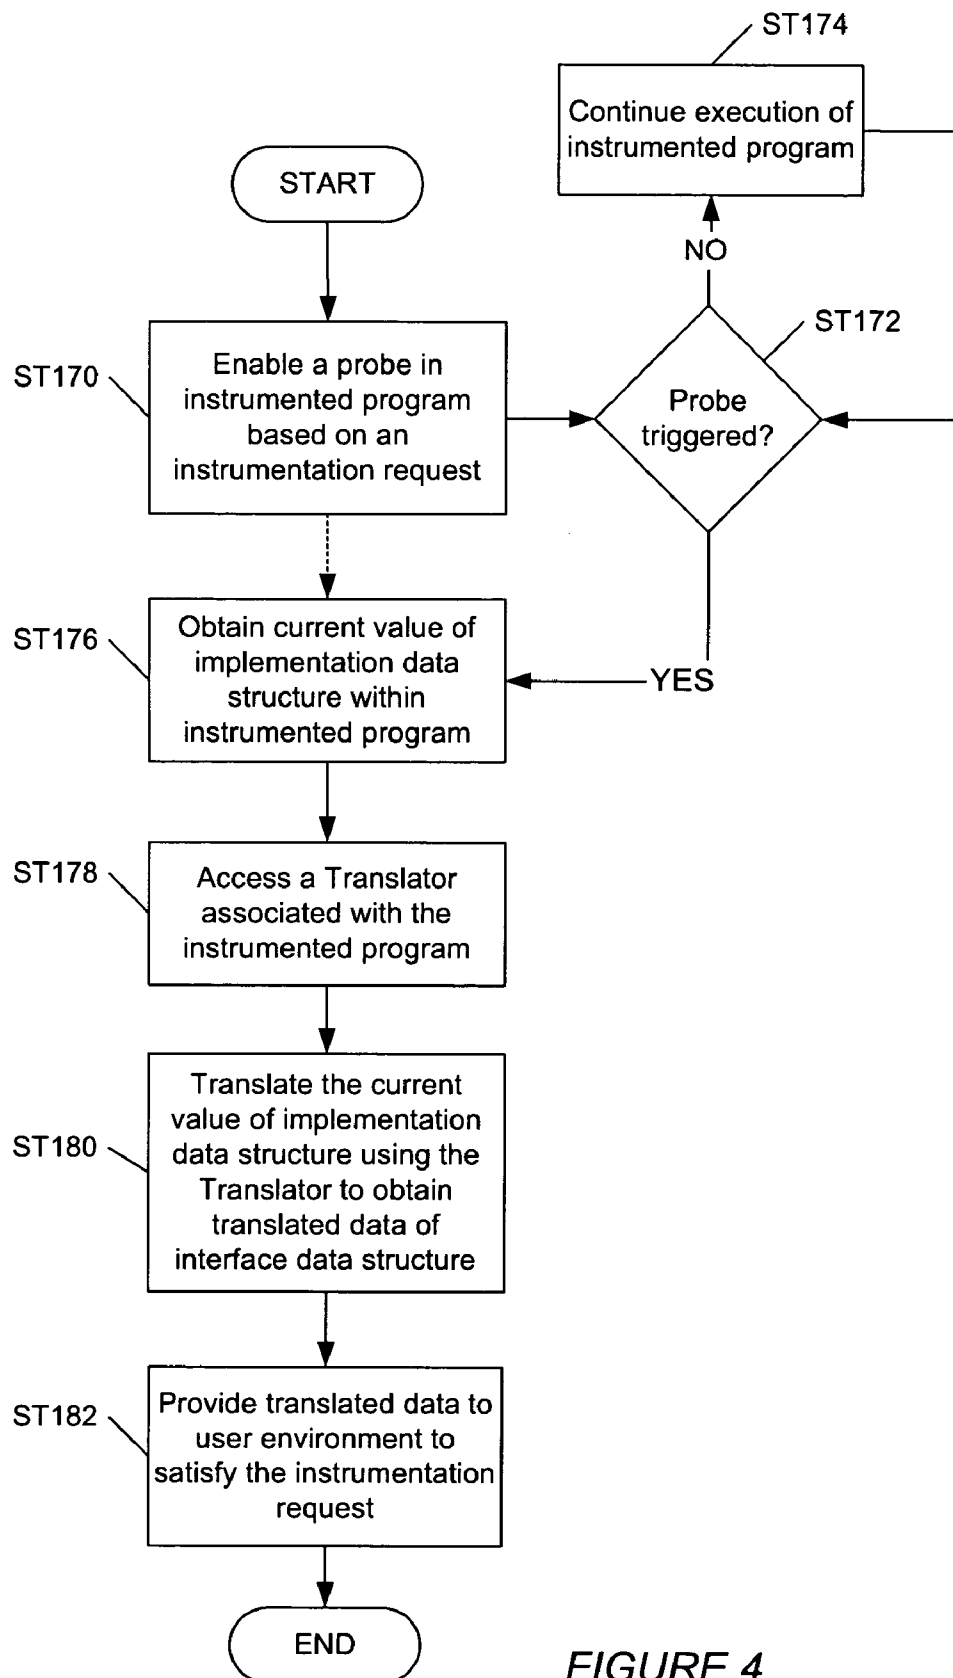 ST174
Continue execution of
instrumented program
START
NO
ST172
ST170
Enable a probe in
instrumented program
based on an
instrumentation request
Probe
triggered?
ST176
Obtain current value of
implementation data
structure within
instrumented program
YES
ST178
Access a Translator
associated with the
instrumented program
ST180
Translate the current
value of implementation
data structure using the
Translator to obtain
translated data of
interface data structure
ST182
Provide translated data to
user environment to
satisfy the instrumentation
request
END
FIGURE 4